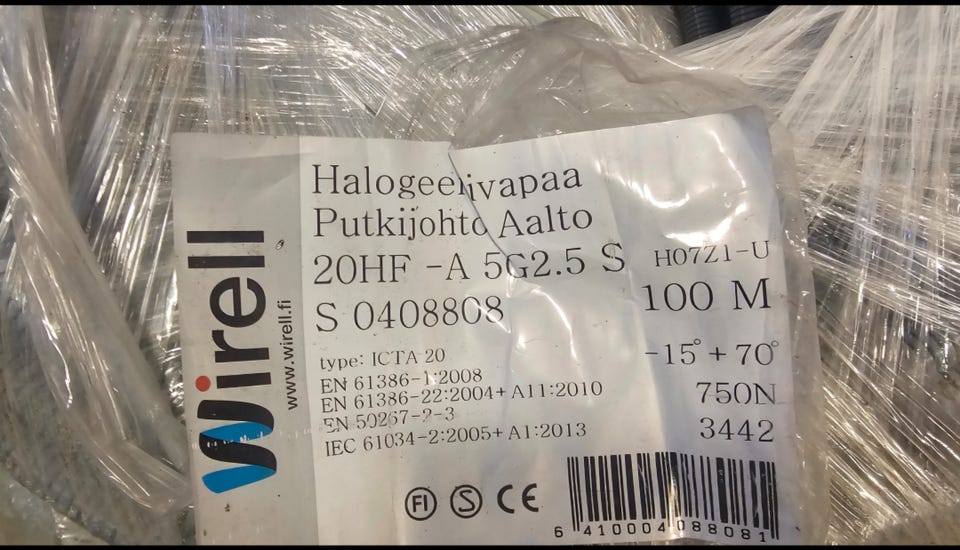 wirell
www.wirell.fi
Halogeenivapaa
Putkijohto Aalto
20HF -A 5G2.5 S H07Z1-U
S 0408808 100 M
type: ICTA 20 -15° + 70°
EN 61386-1:2008
EN 61386-22:2004+ A11:2010 750N
EN 50267-2-3
IEC 61034-2:2005+ A1:2013 3442
FI S CE
6 410004 088081